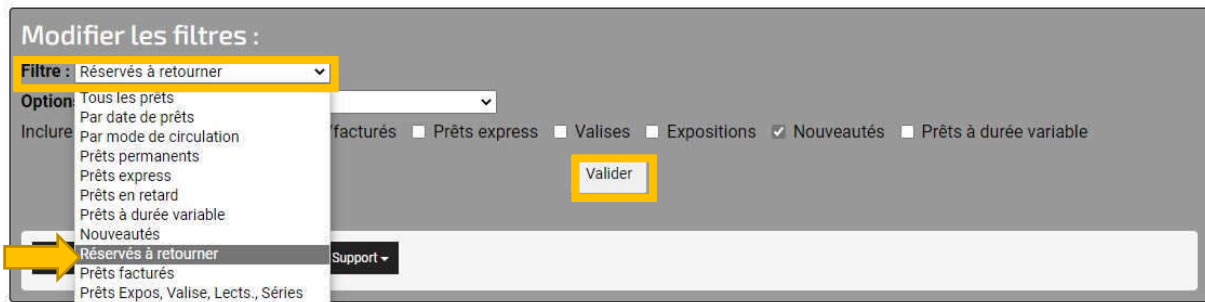 Modifier les filtres :
Filtre : Réservés à retourner
Option
Tous les prêts
Par date de prêts
Inclure
Par mode de circulation
/facturés Prêts express Valises Expositions Nouveautés Prêts à durée variable
Prêts permanents
Prêts express
Valider
Prêts en retard
Prêts à durée variable
Nouveautés
Réservés à retourner
Support
Prêts facturés
Prêts Expos, Valise, Lects., Séries